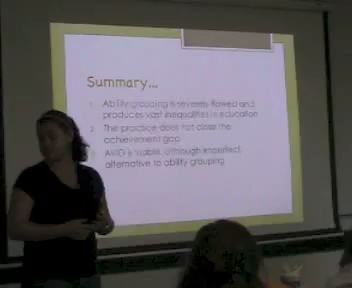 Summary...
1. Ability grouping is severely flawed and
produces vast inequalities in education
2. The practice does not close the
achievement gap
AVID is viable, although imperfect,
alternative to ability grouping